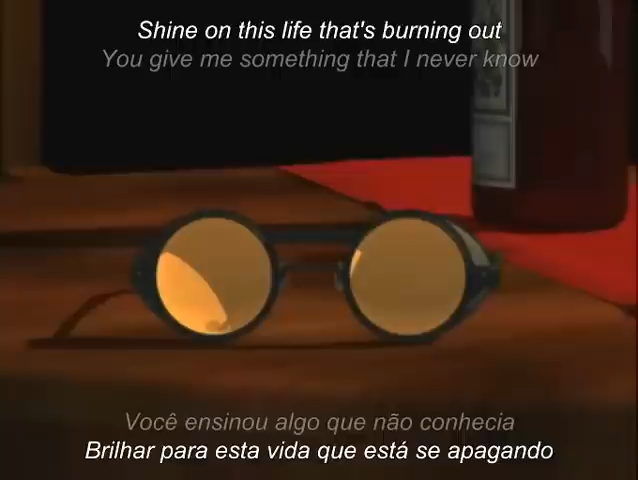 Shine on this life that's burning out
You give me something that I never know
Você ensinou algo que não conhecia
Brilhar para esta vida que está se apagando